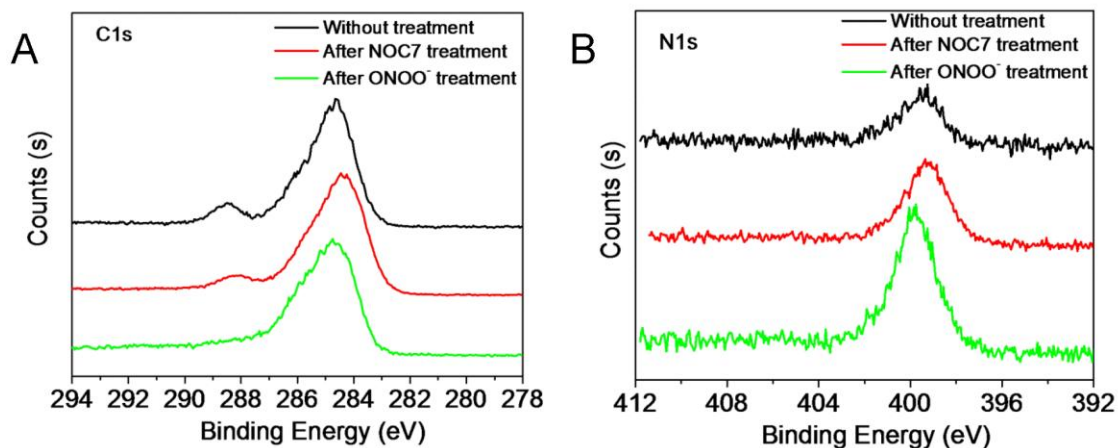 A
C1s
Without treatment
After NOC7 treatment
After ONOO⁻ treatment
Counts (s)
294 292 290 288 286 284 282 280 278
Binding Energy (eV)
B
N1s
Without treatment
After NOC7 treatment
After ONOO⁻ treatment
Counts (s)
412 408 404 400 396 392
Binding Energy (eV)